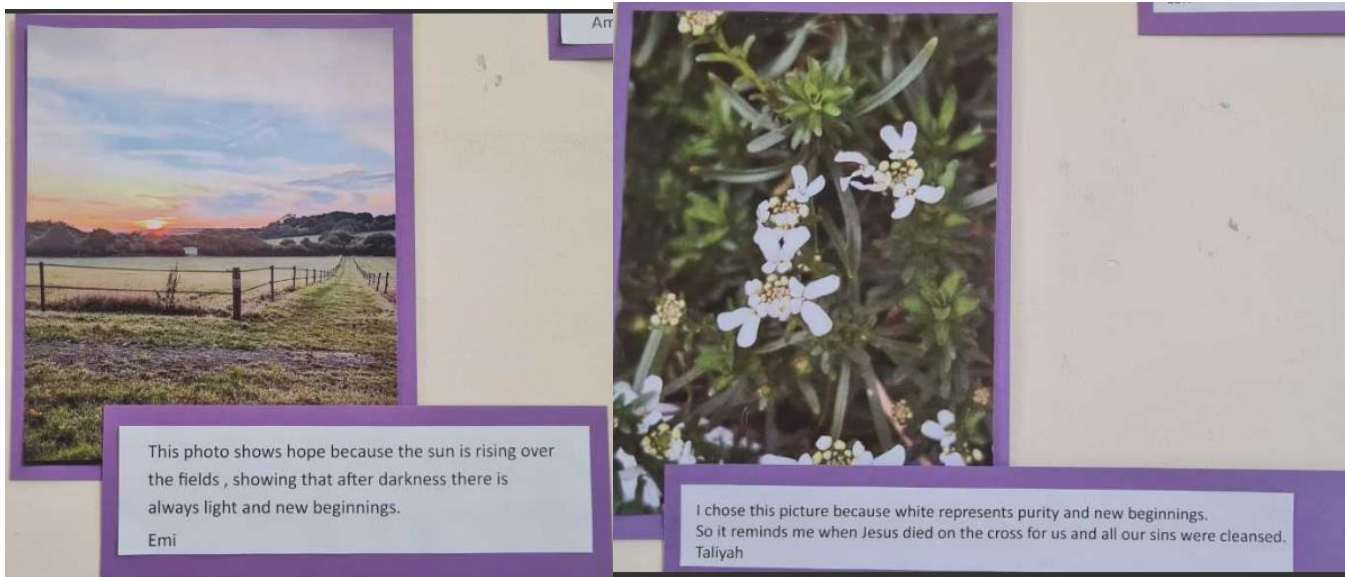 Am
This photo shows hope because the sun is rising over
the fields , showing that after darkness there is
always light and new beginnings.
Emi
I chose this picture because white represents purity and new beginnings.
So it reminds me when Jesus died on the cross for us and all our sins were cleansed.
Taliyah